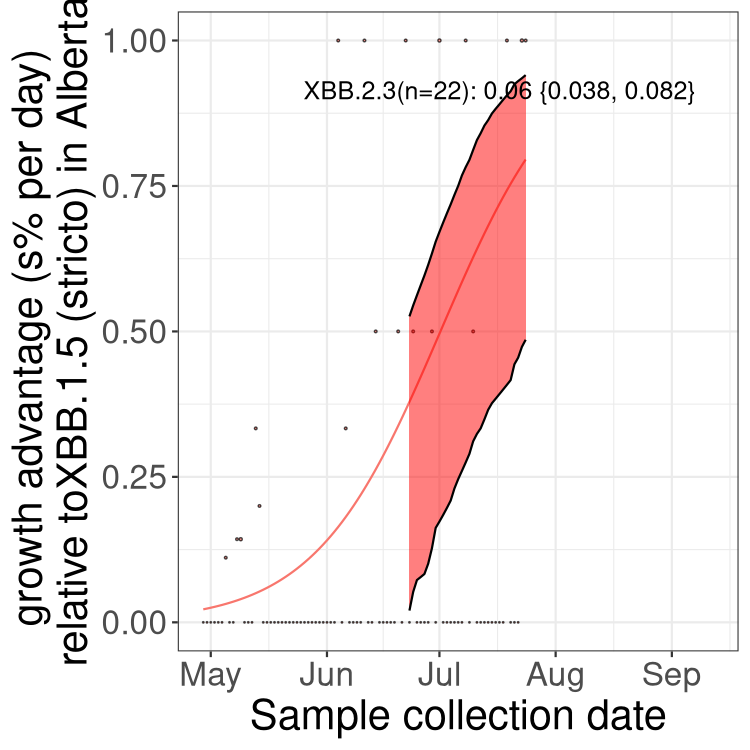 growth advantage (s% per day)
relative toXBB.1.5 (stricto) in Alberta
1.00
0.75
0.50
0.25
0.00
XBB.2.3(n=22): 0.06 {0.038, 0.082}
May Jun Jul Aug Sep
Sample collection date